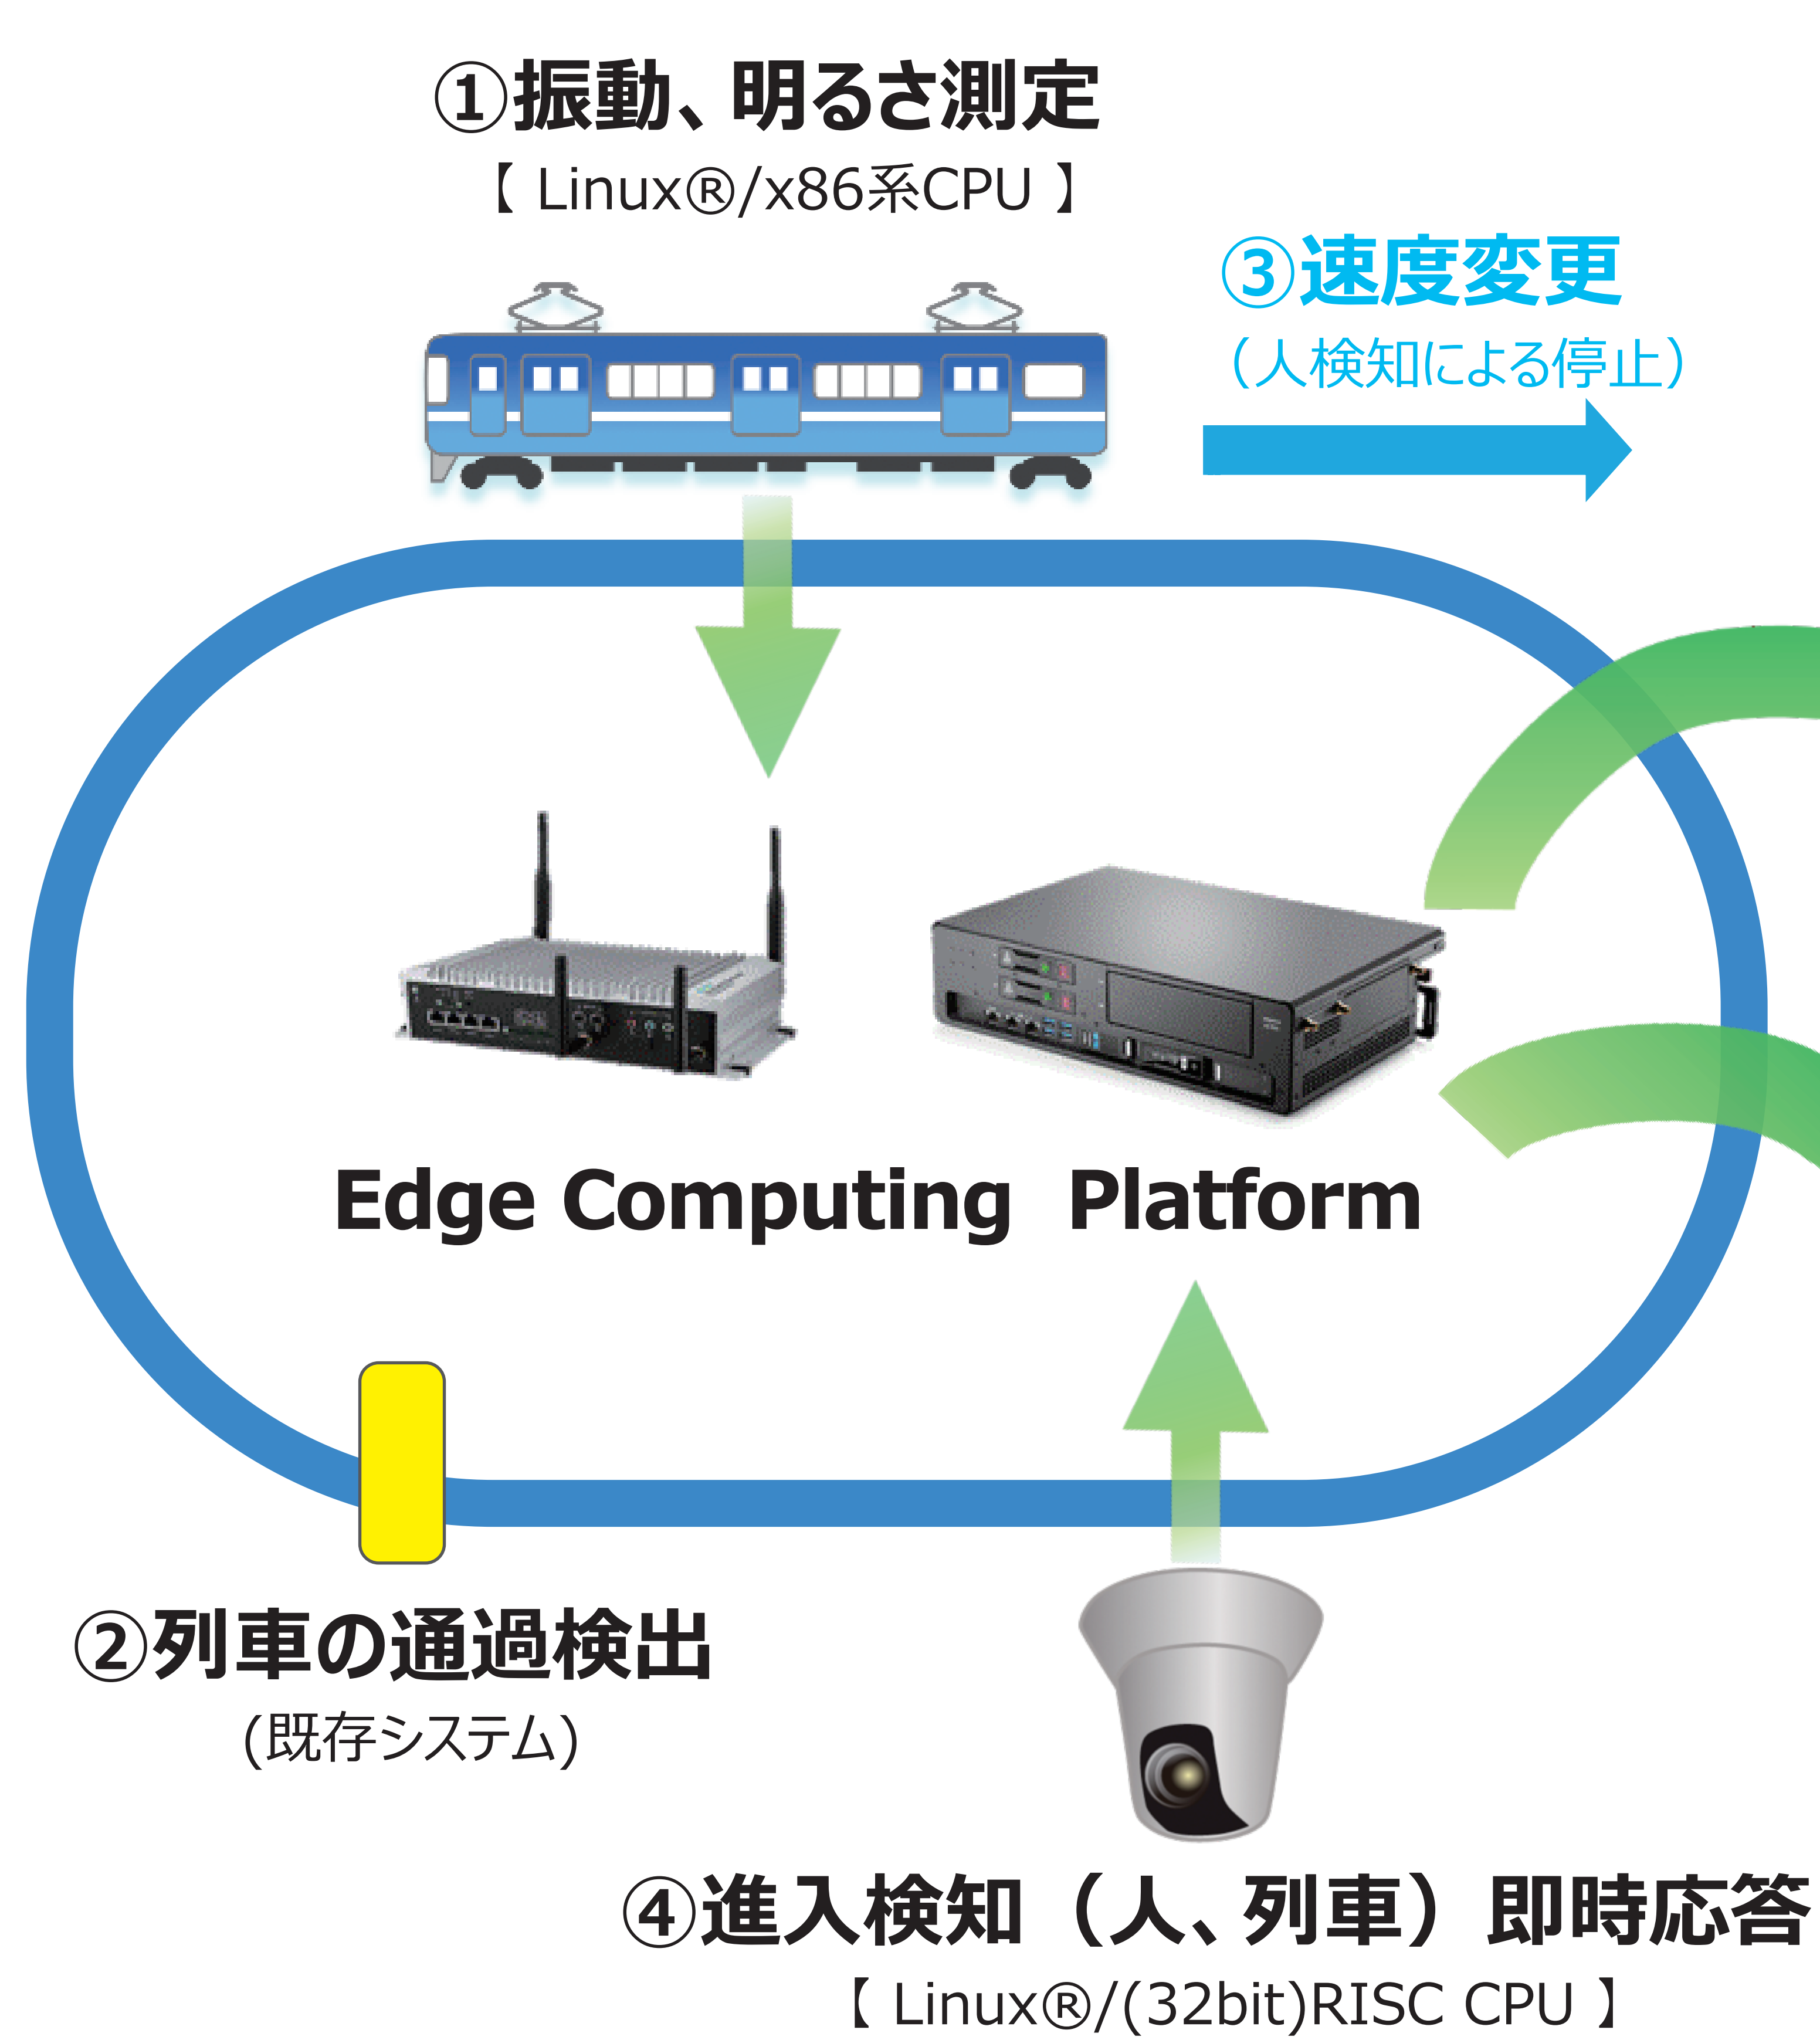 ①振動、明るさ測定
【 Linux®/x86系CPU 】
③速度変更
（人検知による停止）
Edge Computing Platform
②列車の通過検出
(既存システム)
④進入検知（人、列車）即時応答
【 Linux®/(32bit)RISC CPU 】